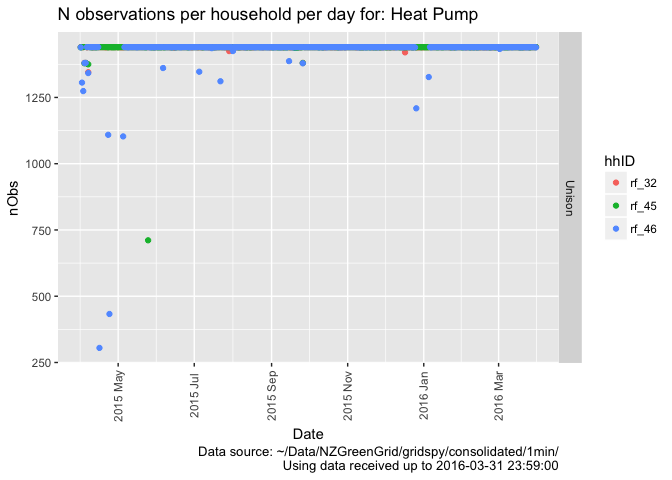 N observations per household per day for: Heat Pump
nObs
1250
1000
750
500
250
Unison
hhID
rf_32
rf_45
rf_46
2015 May
2015 Jul
2015 Sep
2015 Nov
2016 Jan
2016 Mar
Date
Data source: ~/Data/NZGreenGrid/gridspy/consolidated/1min/
Using data received up to 2016-03-31 23:59:00